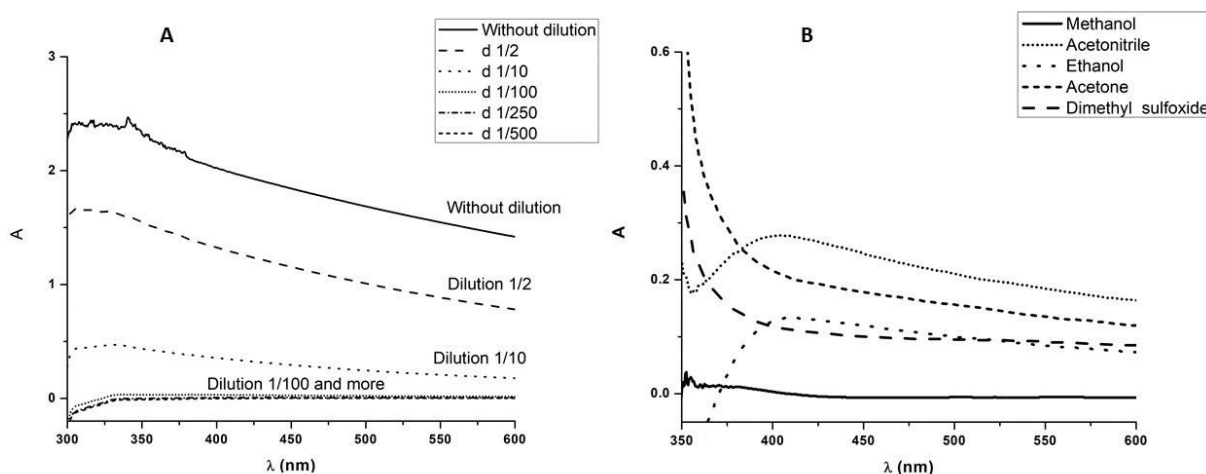 A
Without dilution
d 1/2
d 1/10
d 1/100
d 1/250
d 1/500
3
2
1
0
A
Without dilution
Dilution 1/2
Dilution 1/10
Dilution 1/100 and more
300
350
400
450
500
550
600
λ (nm)
B
Methanol
Acetonitrile
Ethanol
Acetone
Dimethyl sulfoxide
0.6
0.4
0.2
0.0
A
350
400
450
500
550
600
λ (nm)